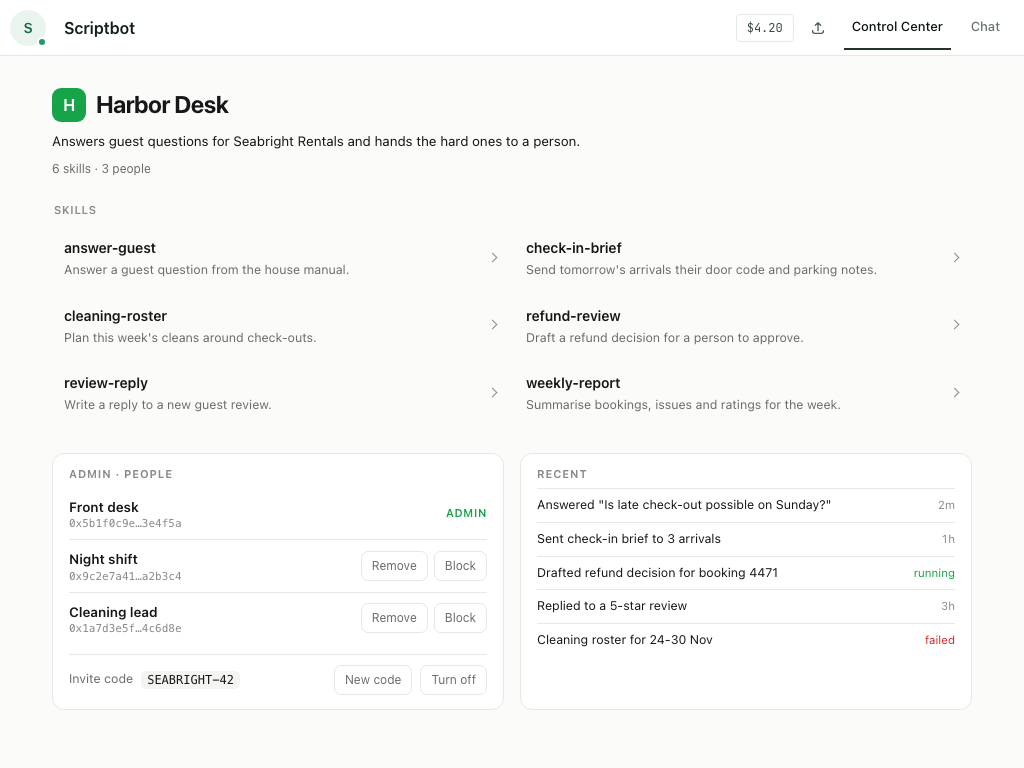 S
Scriptbot
$4.20
Control Center
Chat
H
Harbor Desk
Answers guest questions for Seabright Rentals and hands the hard ones to a person.
6 skills · 3 people
SKILLS
answer-guest
Answer a guest question from the house manual.
check-in-brief
Send tomorrow's arrivals their door code and parking notes.
cleaning-roster
Plan this week's cleans around check-outs.
refund-review
Draft a refund decision for a person to approve.
review-reply
Write a reply to a new guest review.
weekly-report
Summarise bookings, issues and ratings for the week.
ADMIN · PEOPLE
Front desk
0x5b1f0c9e…3e4f5a
ADMIN
Night shift
0x9c2e7a41…a2b3c4
Remove
Block
Cleaning lead
0x1a7d3e5f…4c6d8e
Remove
Block
Invite code
SEABRIGHT-42
New code
Turn off
RECENT
Answered "Is late check-out possible on Sunday?"
2m
Sent check-in brief to 3 arrivals
1h
Drafted refund decision for booking 4471
running
Replied to a 5-star review
3h
Cleaning roster for 24-30 Nov
failed